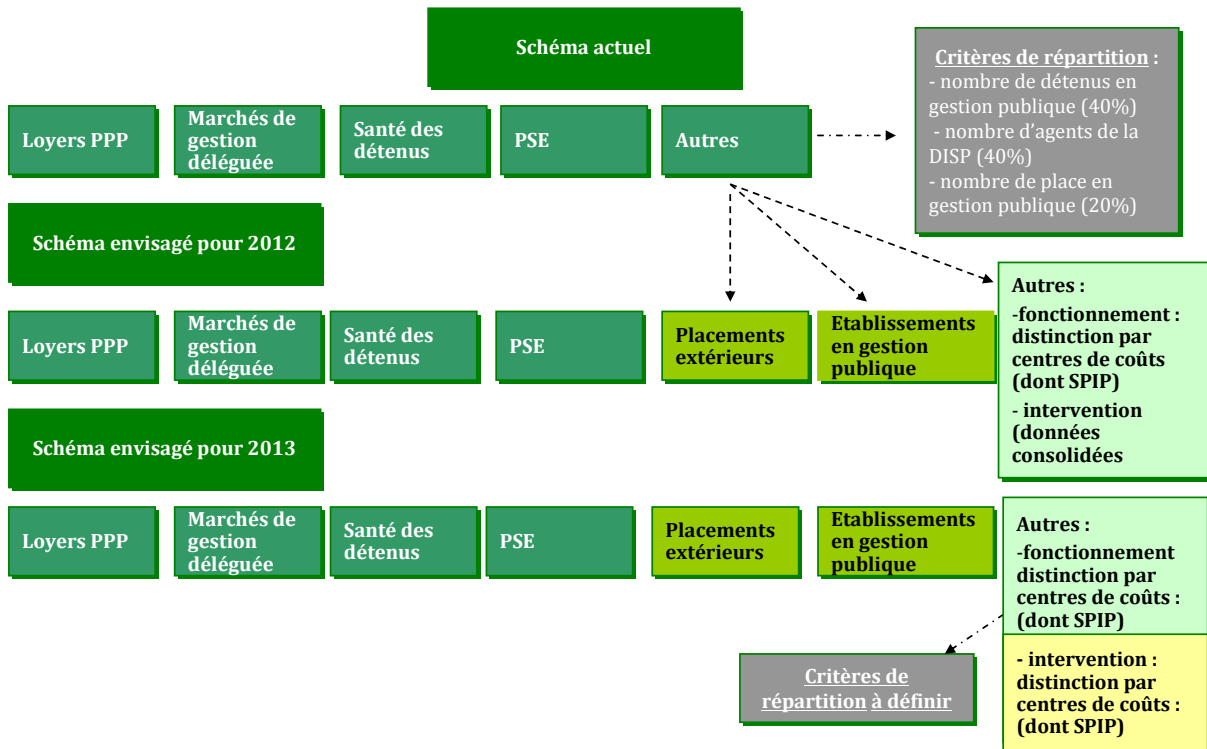 Schéma actuel
Critères de répartition :
- nombre de détenus en
gestion publique (40%)
- nombre d'agents de la
DISP (40%)
- nombre de place en
gestion publique (20%)
Loyers PPP
Marchés de
gestion
déléguée
Santé des
détenus
PSE
Autres
Schéma envisagé pour 2012
Loyers PPP
Marchés de
gestion
déléguée
Santé des
détenus
PSE
Placements
extérieurs
Etablissements
en gestion
publique
Autres :
-fonctionnement :
distinction par
centres de coûts
(dont SPIP)
- intervention
(données
consolidées
Schéma envisagé pour 2013
Loyers PPP
Marchés de
gestion
déléguée
Santé des
détenus
PSE
Placements
extérieurs
Etablissements
en gestion
publique
Autres :
-fonctionnement
distinction par
centres de coûts :
(dont SPIP)
- intervention :
distinction par
centres de coûts :
(dont SPIP)
Critères de
répartition à définir